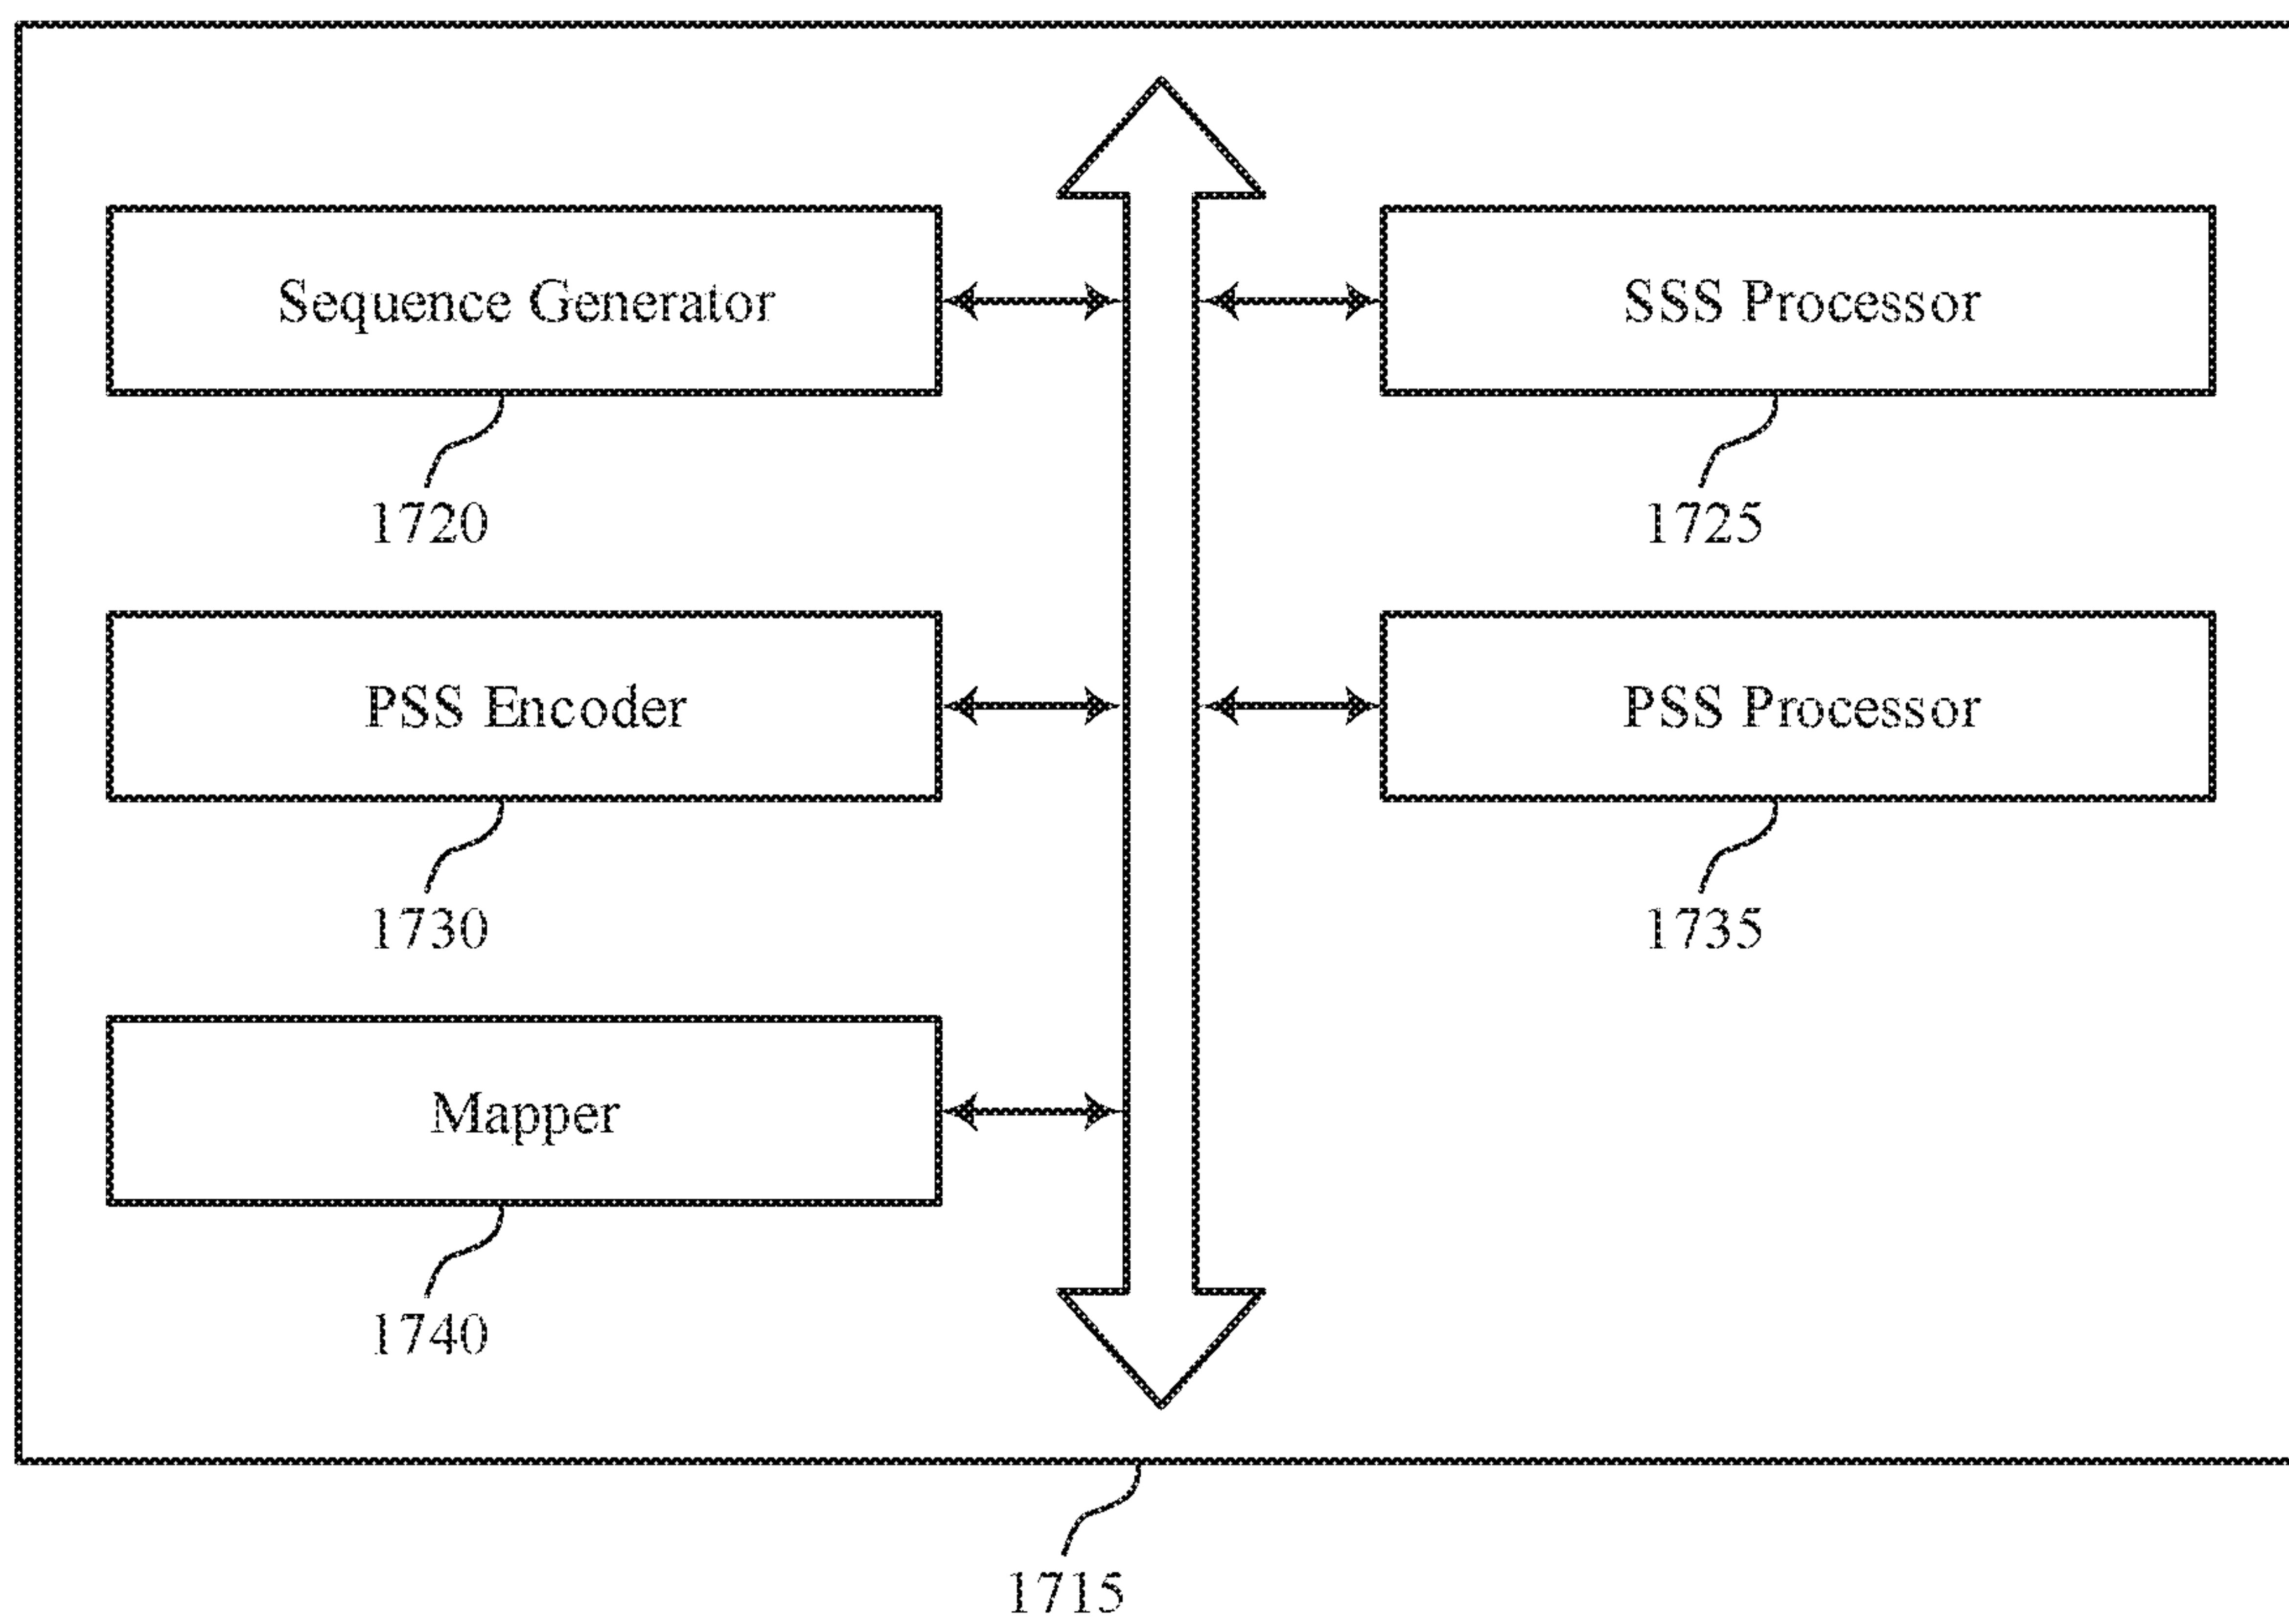 Sequence Generator
SSS Processor
1720
1725
PSS Encoder
PSS Processor
1730
1735
Mapper
1740
1715